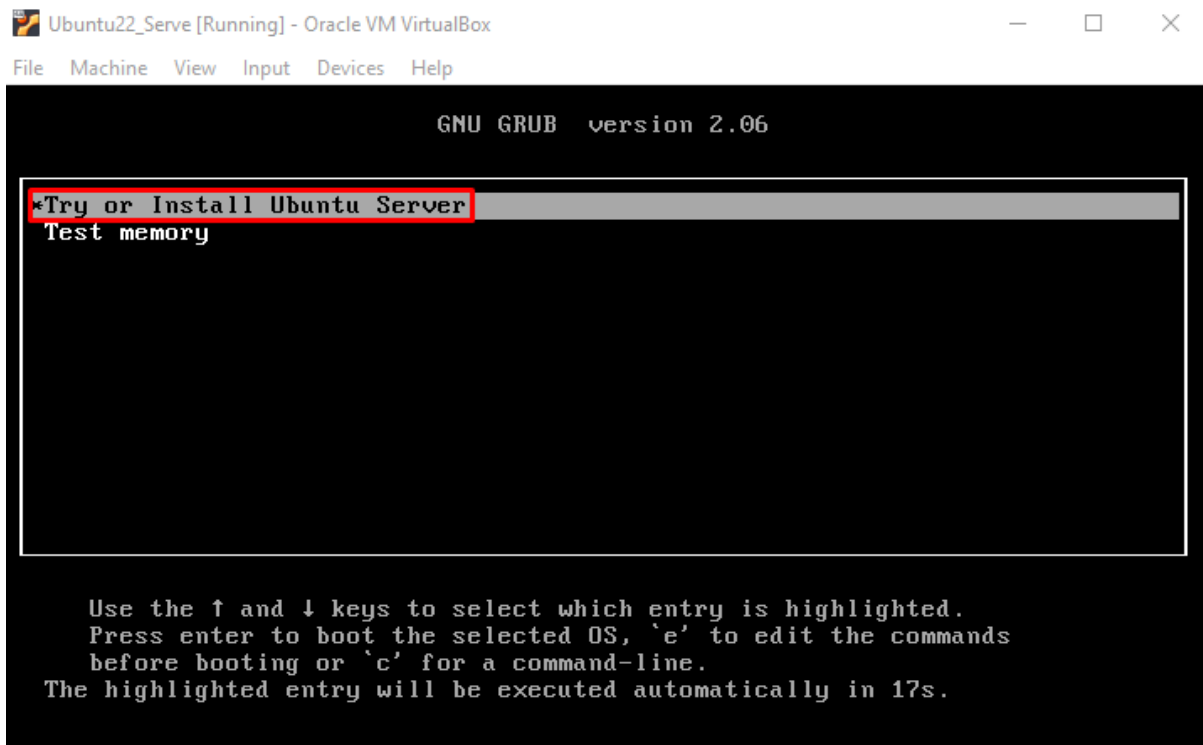 Ubuntu22_Serve [Running] - Oracle VM VirtualBox
File Machine View Input Devices Help
GNU GRUB version 2.06
*Try or Install Ubuntu Server
Test memory
Use the ↑ and ↓ keys to select which entry is highlighted.
Press enter to boot the selected OS, `e' to edit the commands
before booting or `c' for a command-line.
The highlighted entry will be executed automatically in 17s.